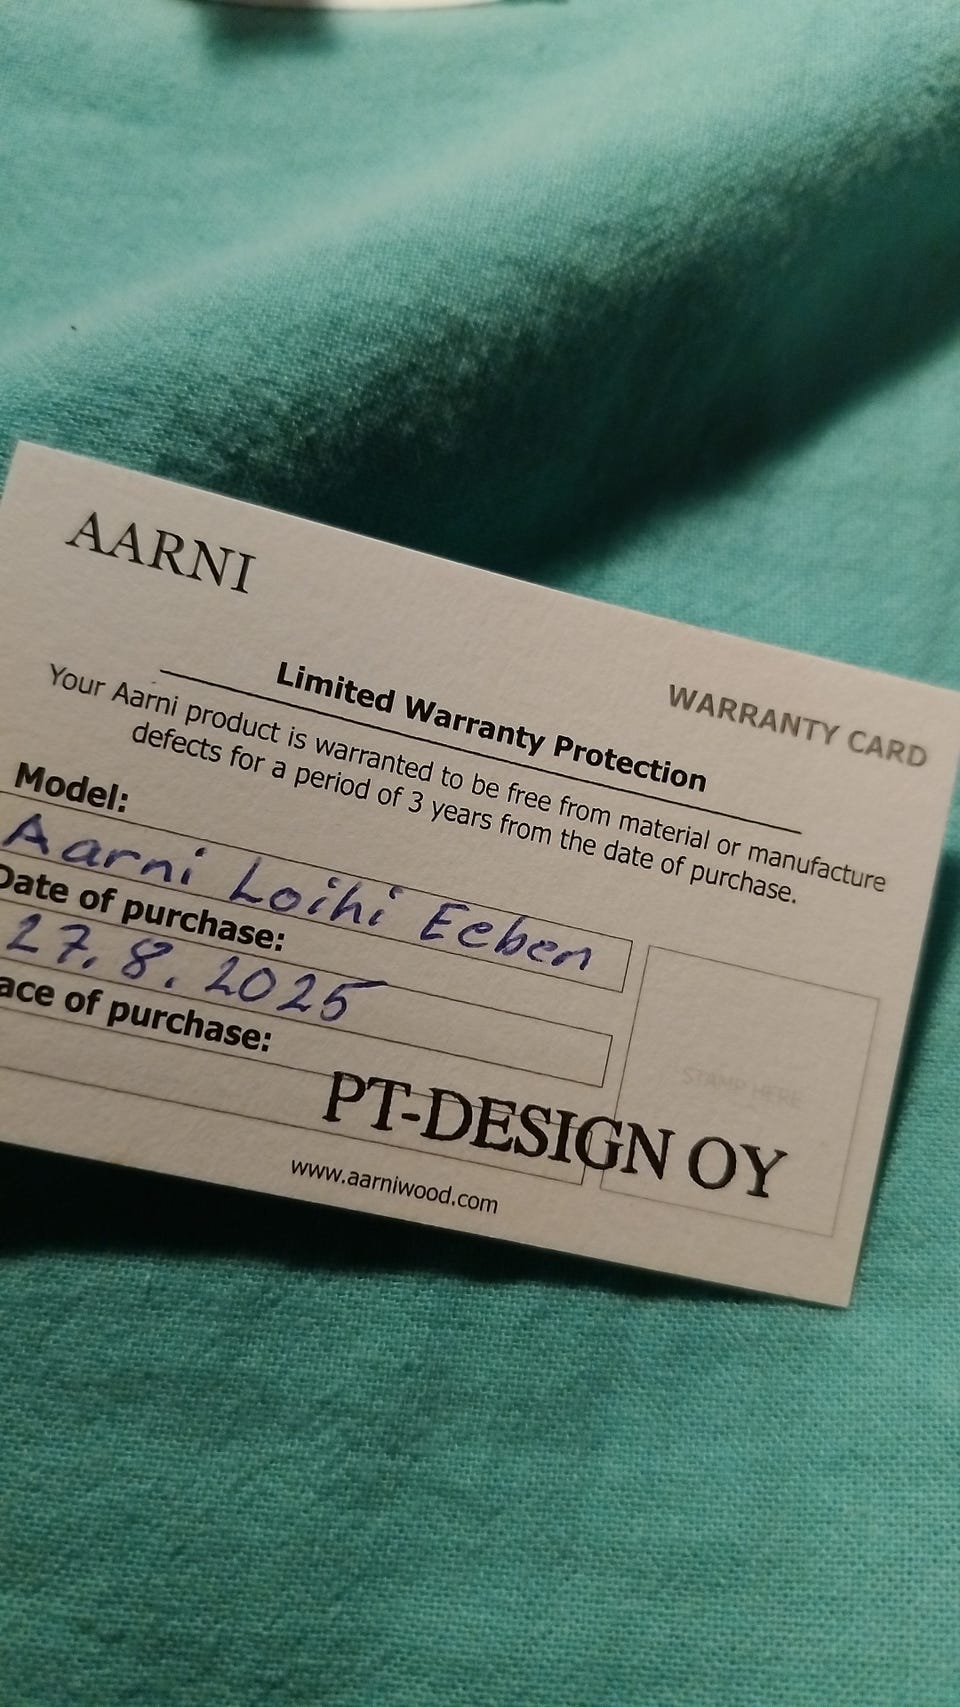 AARNI
WARRANTY CARD
Limited Warranty Protection
Your Aarni product is warranted to be free from material or manufacture
defects for a period of 3 years from the date of purchase.
Model:
Aarni Loihi Eeben
Date of purchase:
27.8.2025
ace of purchase:
STAMP HERE
PT-DESIGN OY
www.aarniwood.com